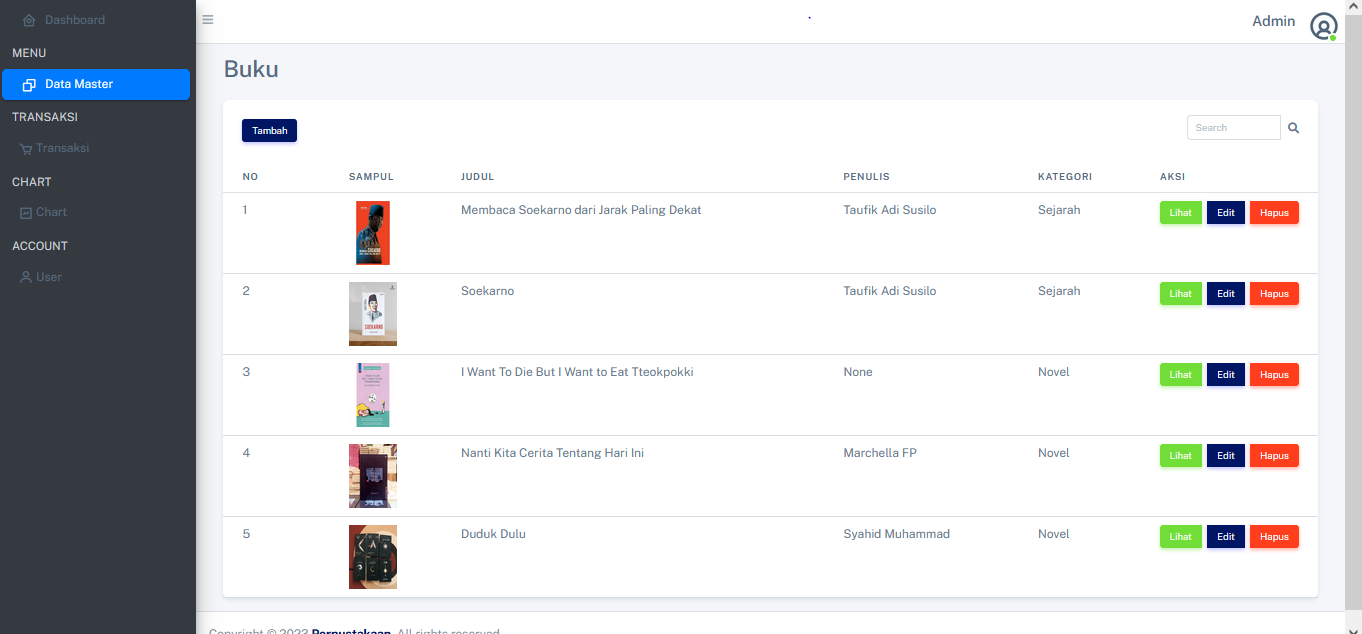 Dashboard
MENU
Data Master
TRANSAKSI
Transaksi
CHART
Chart
ACCOUNT
User
Admin
Buku
Tambah
Search
NO SAMPUL JUDUL PENULIS KATEGORI AKSI
1 Membaca Soekarno dari Jarak Paling Dekat Taufik Adi Susilo Sejarah Lihat Edit Hapus
SOEKARNO
2 Soekarno Taufik Adi Susilo Sejarah Lihat Edit Hapus
SOEKARNO
3 I Want To Die But I Want to Eat Tteokpokki None Novel Lihat Edit Hapus
4 Nanti Kita Cerita Tentang Hari Ini Marchella FP Novel Lihat Edit Hapus
5 Duduk Dulu Syahid Muhammad Novel Lihat Edit Hapus
Copyright © 2023 Perpustakaan. All rights reserved.